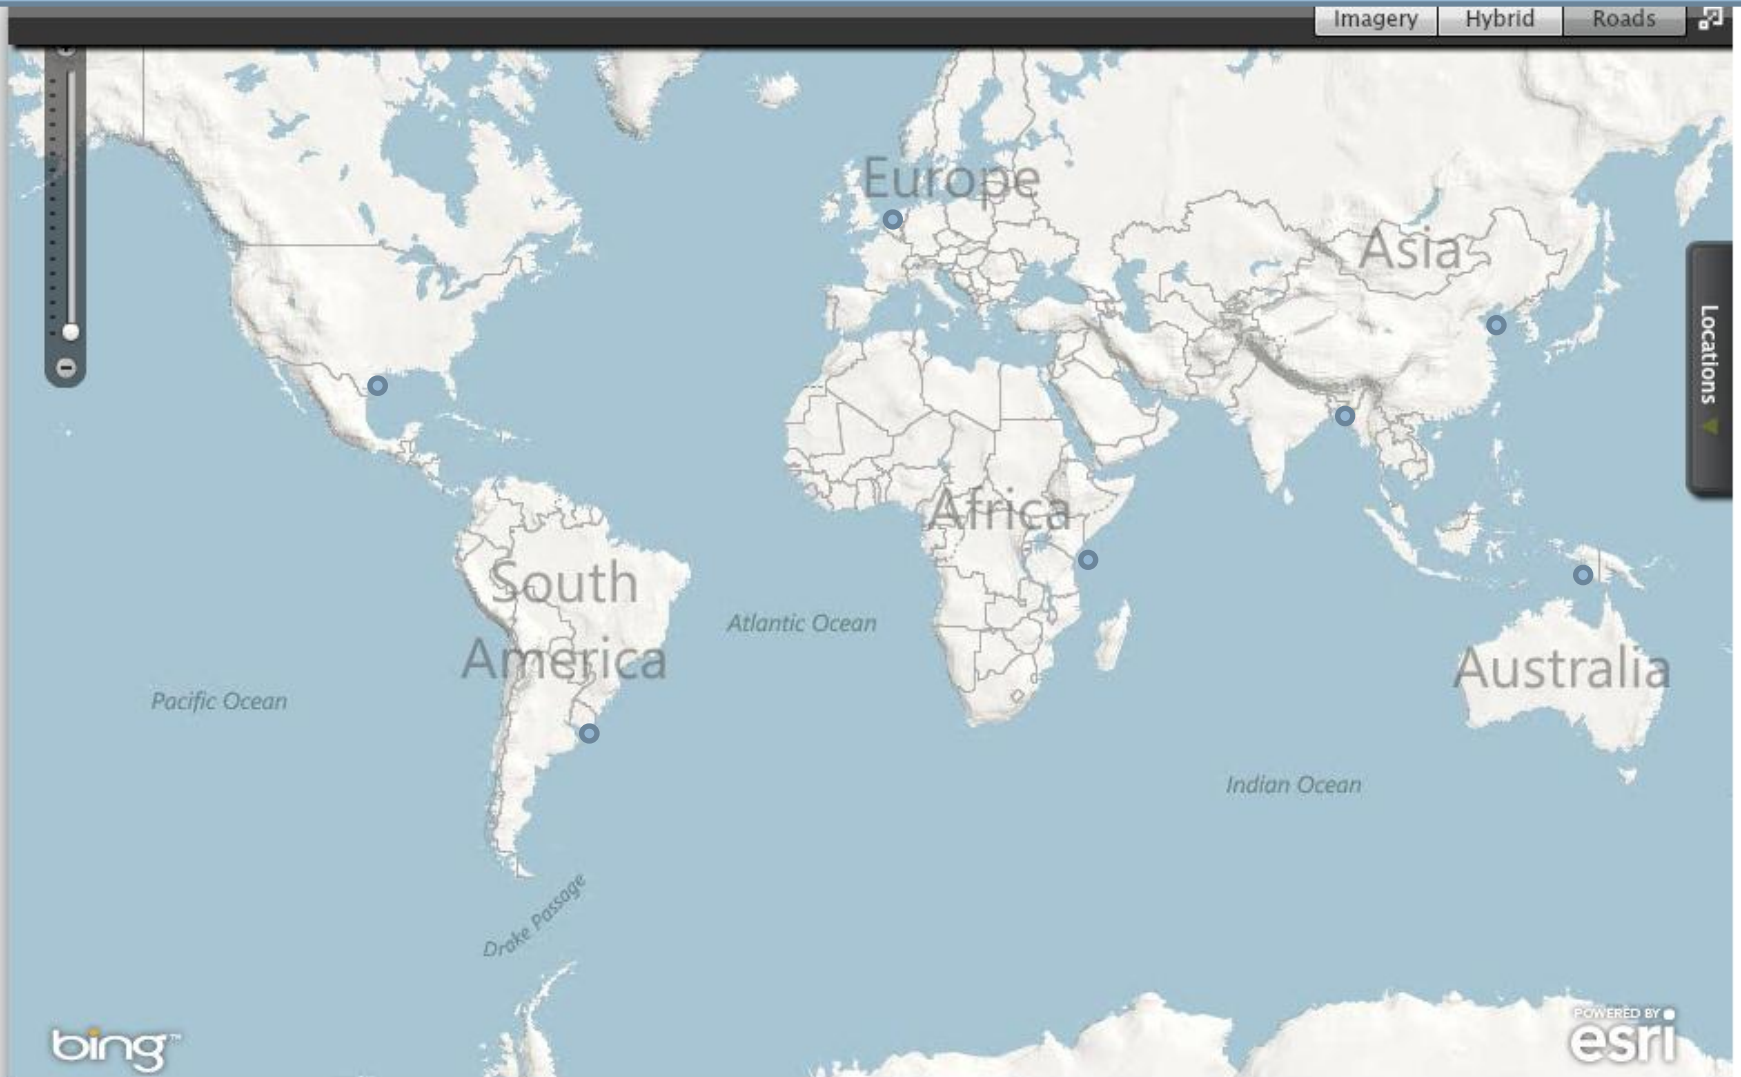 Imagery Hybrid Roads
Europe
Asia
Locations
Africa
South
America
Atlantic Ocean
Australia
Pacific Ocean
Indian Ocean
Drake Passage
bing™
POWERED BY
esri